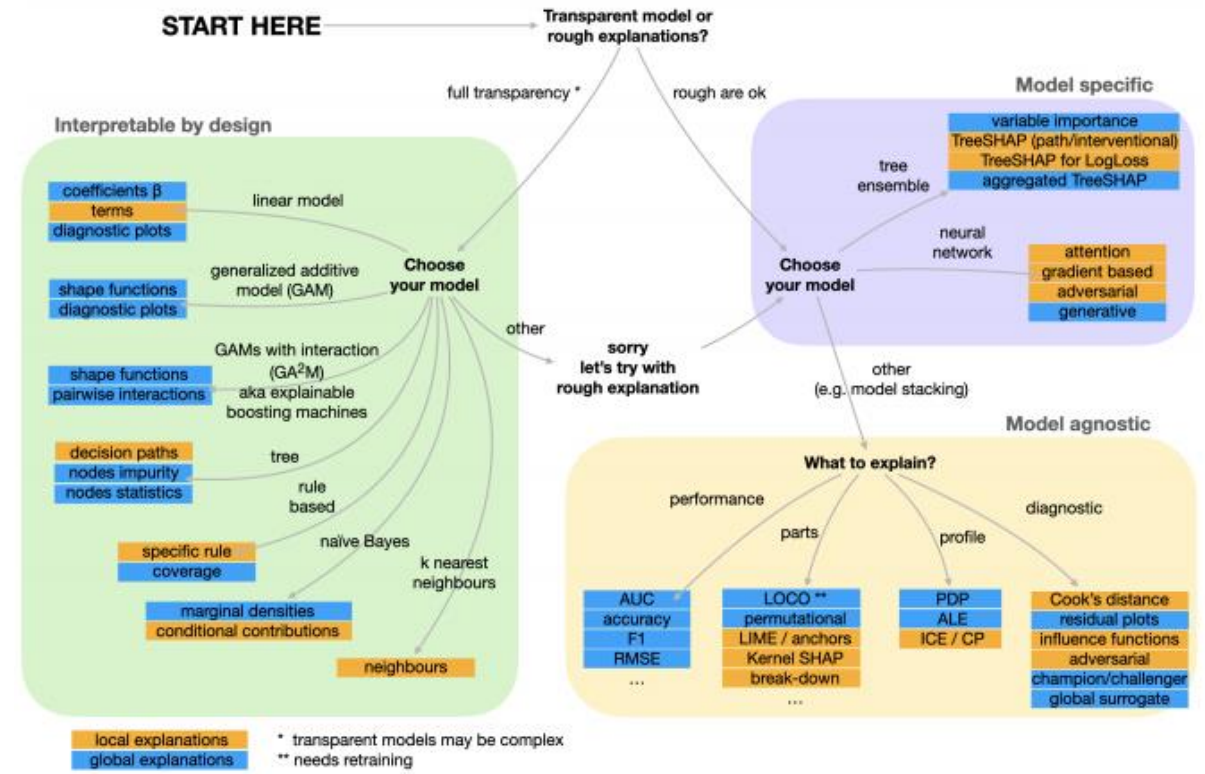 START HERE
Transparent model or
rough explanations?
full transparency *
rough are ok
Interpretable by design
coefficients β
terms
diagnostic plots
linear model
shape functions
diagnostic plots
generalized additive
model (GAM)
Choose
your model
shape functions
pairwise interactions
GAMs with interaction
(GA²M)
aka explainable
boosting machines
decision paths
nodes impurity
nodes statistics
tree
rule
based
specific rule
coverage
naïve Bayes
marginal densities
conditional contributions
k nearest
neighbours
neighbours
other
sorry
let's try with
rough explanation
Model specific
variable importance
TreeSHAP (path/interventional)
TreeSHAP for LogLoss
aggregated TreeSHAP
tree
ensemble
Choose
your model
neural
network
attention
gradient based
adversarial
generative
other
(e.g. model stacking)
Model agnostic
What to explain?
performance
parts
profile
diagnostic
AUC
accuracy
F1
RMSE
...
LOCO **
permutational
LIME / anchors
Kernel SHAP
break-down
...
PDP
ALE
ICE / CP
Cook's distance
residual plots
influence functions
adversarial
champion/challenger
global surrogate
local explanations
global explanations
* transparent models may be complex
** needs retraining